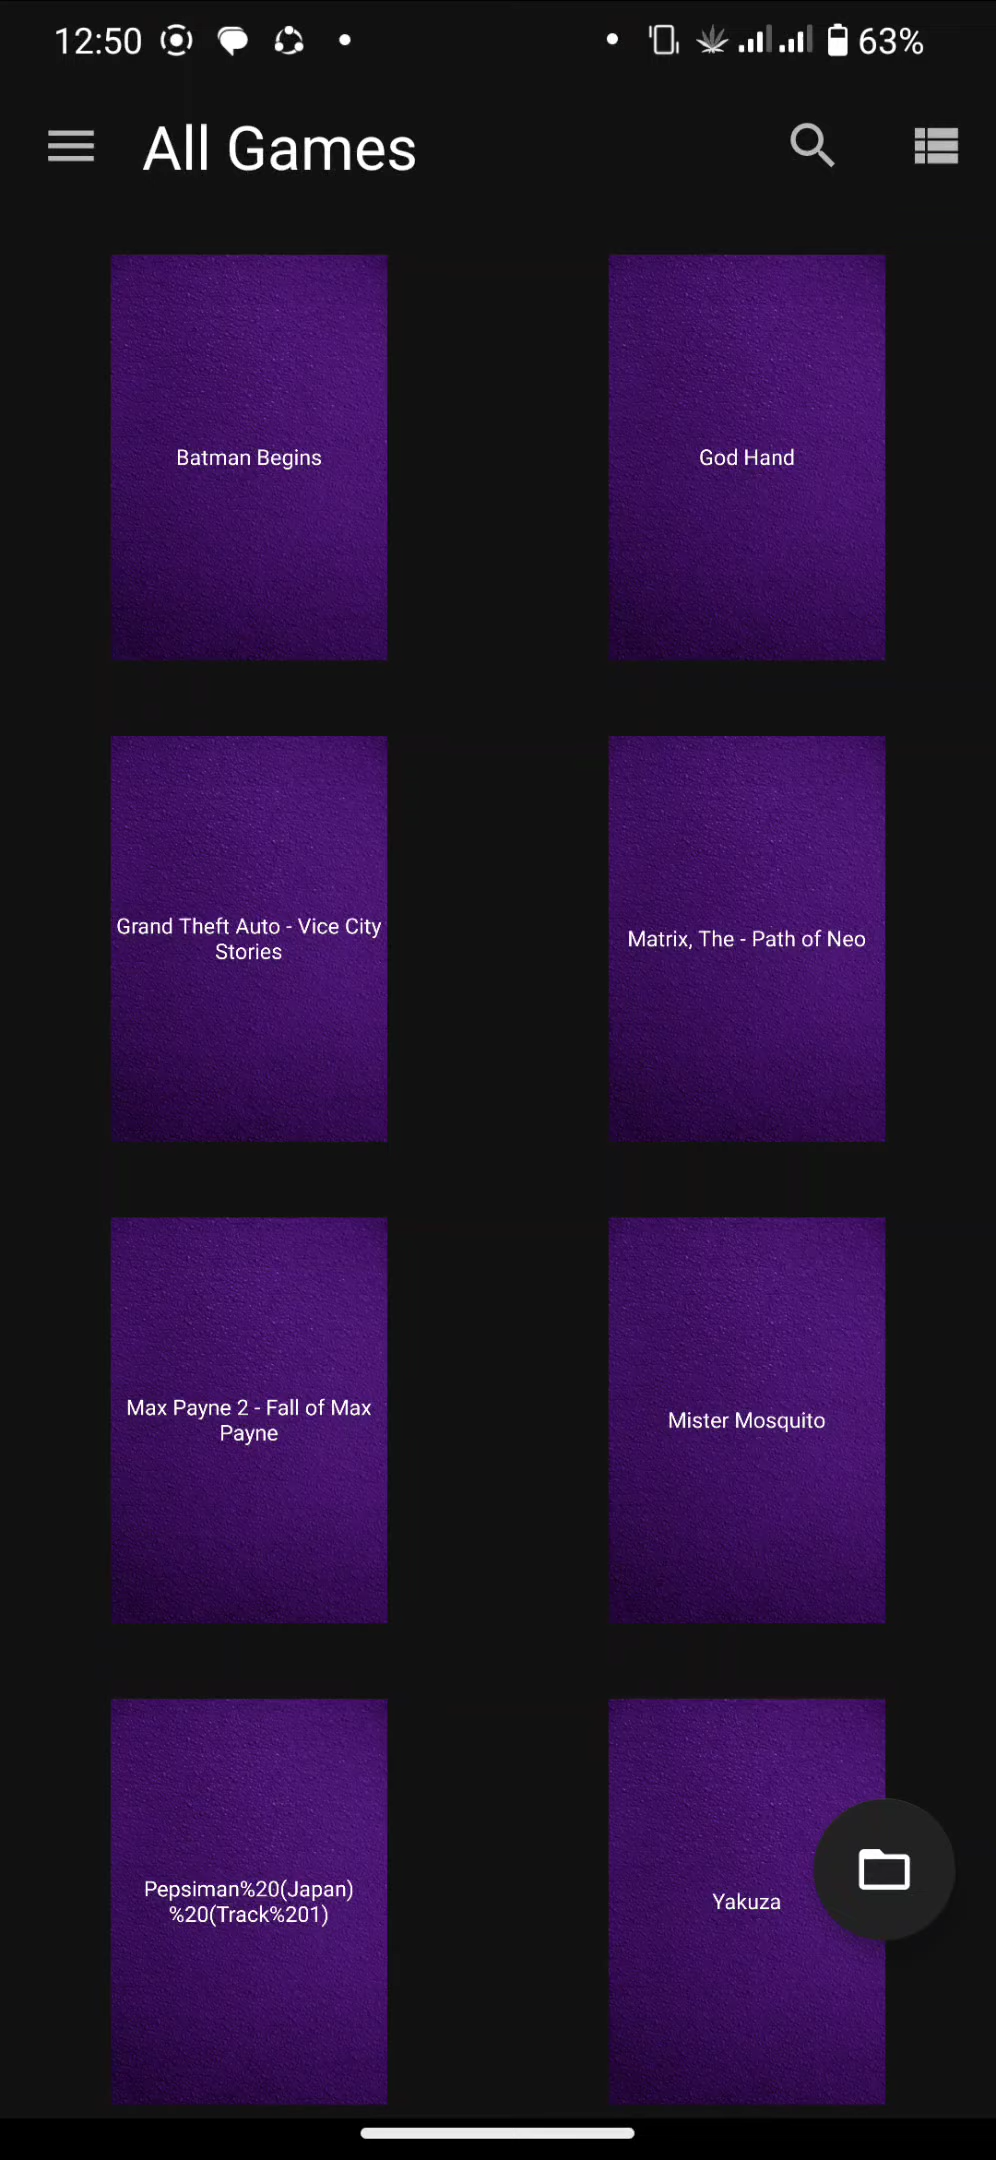 12:50
63%
All Games
Batman Begins
God Hand
Grand Theft Auto - Vice City
Stories
Matrix, The - Path of Neo
Max Payne 2 - Fall of Max
Payne
Mister Mosquito
Pepsiman%20(Japan)
%20(Track%201)
Yakuza